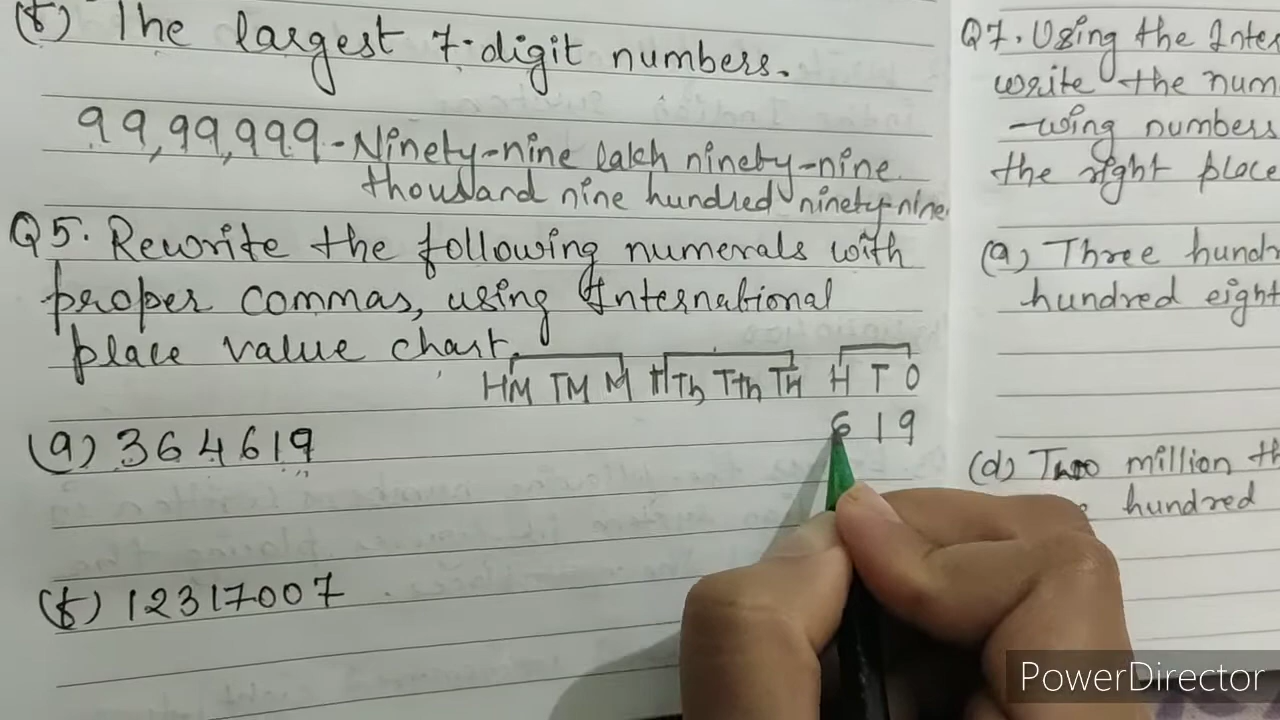 (f) The largest 7-digit numbers.
99,99,999-Ninety-nine lakh ninety-nine
thousand nine hundred ninety-nine.
Q5. Rewrite the following numerals with
proper commas, using International
place value chart.
HM TM M HTh Tth TH H T O
6 1 9
(a) 364619
(f) 12317007
Q7. Using the Inter
write the num
-wing numbers
the right place
(a) Three hundr
hundred eight
(d) Two million th
hundred
PowerDirector